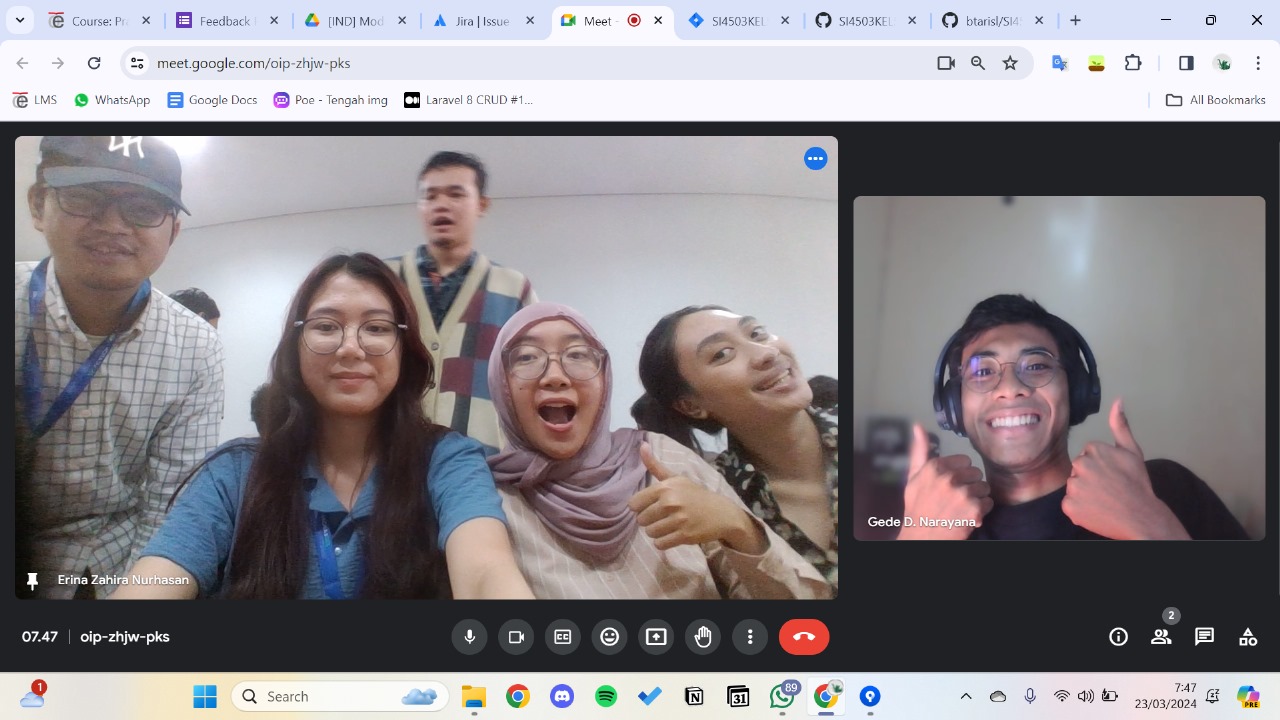 Course: Pr
Feedback
[IND] Mod
Jira | Issue
Meet -
SI4503KEL
SI4503KEL
btarisl/SI4
meet.google.com/oip-zhjw-pks
LMS
WhatsApp
Google Docs
Poe - Tengah img
Laravel 8 CRUD #1...
All Bookmarks
Erina Zahira Nurhasan
Gede D. Narayana
07.47 | oip-zhjw-pks
CC
2
1
Search
31
89
7:47
23/03/2024
PRE